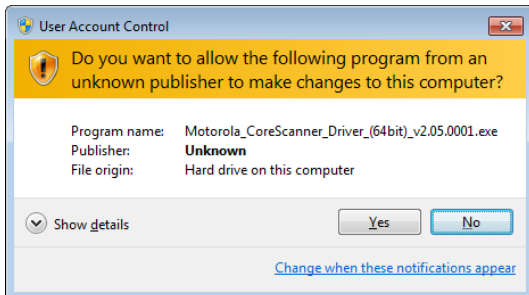 User Account Control
Do you want to allow the following program from an
unknown publisher to make changes to this computer?
Program name: Motorola_CoreScanner_Driver_(64bit)_v2.05.0001.exe
Publisher: Unknown
File origin: Hard drive on this computer
Show details Yes No
Change when these notifications appear